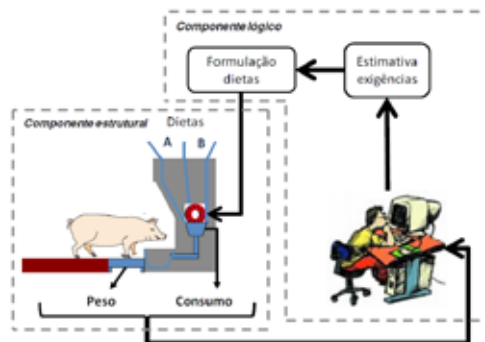 Componente lógico
Formulação
dietas
Estimativa
exigências
Componente estrutural
Dietas
A B
Peso
Consumo